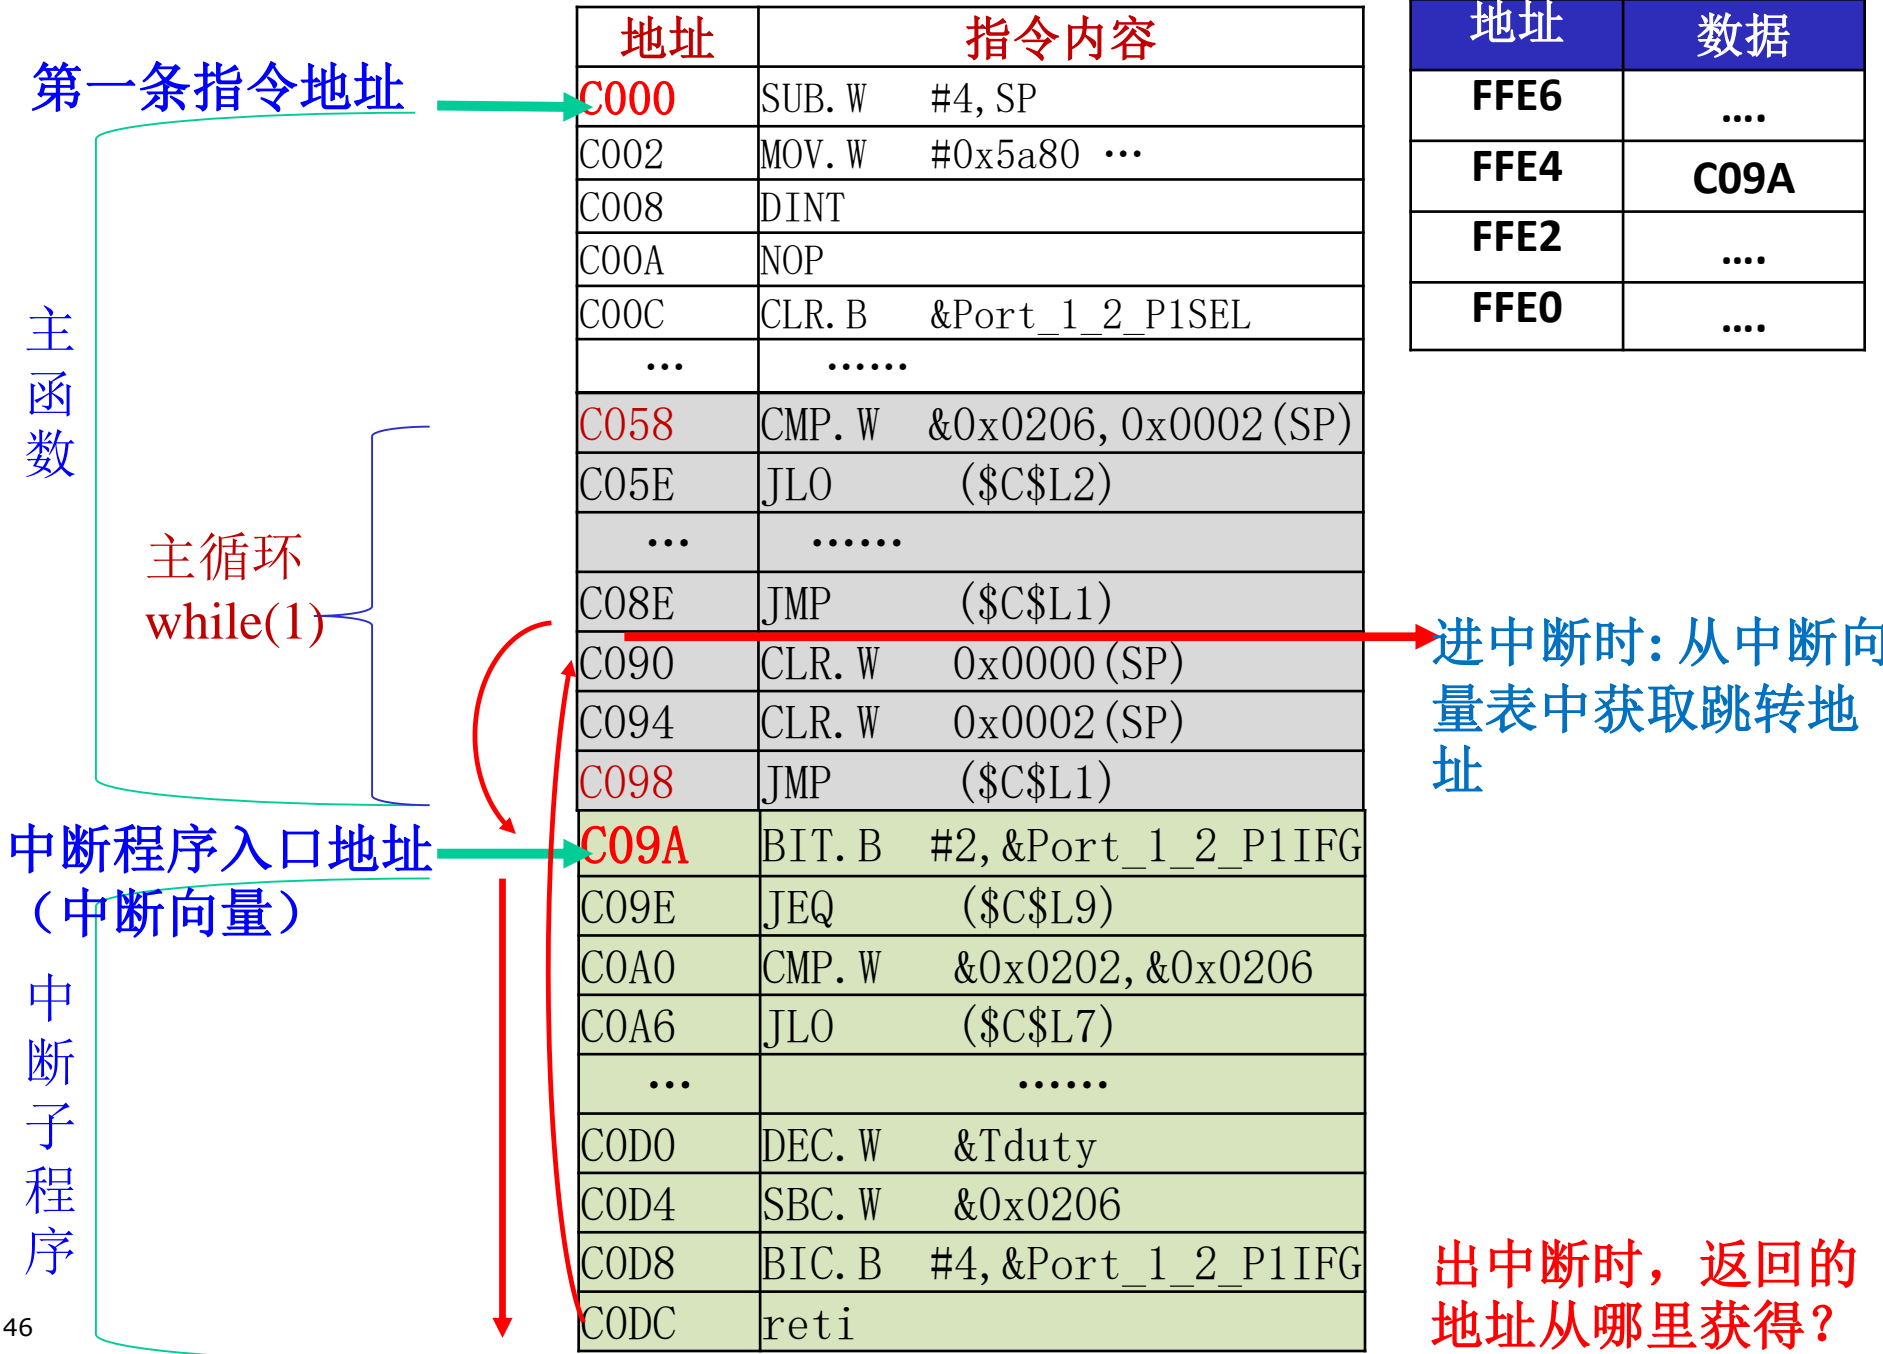 第一条指令地址
主函数
主循环
while(1)
中断程序入口地址
(中断向量)
中断子程序
46
地址 指令内容
C000 SUB.W #4,SP
C002 MOV.W #0x5a80 …
C008 DINT
C00A NOP
C00C CLR.B &Port_1_2_P1SEL
… ……
C058 CMP.W &0x0206,0x0002(SP)
C05E JLO ($C$L2)
… ……
C08E JMP ($C$L1)
C090 CLR.W 0x0000(SP)
C094 CLR.W 0x0002(SP)
C098 JMP ($C$L1)
C09A BIT.B #2,&Port_1_2_P1IFG
C09E JEQ ($C$L9)
C0A0 CMP.W &0x0202,&0x0206
C0A6 JLO ($C$L7)
… ……
C0D0 DEC.W &Tduty
C0D4 SBC.W &0x0206
C0D8 BIC.B #4,&Port_1_2_P1IFG
C0DC reti
地址 数据
FFE6 ….
FFE4 C09A
FFE2 ….
FFE0 ….
进中断时:从中断向
量表中获取跳转地
址
出中断时,返回的
地址从哪里获得?